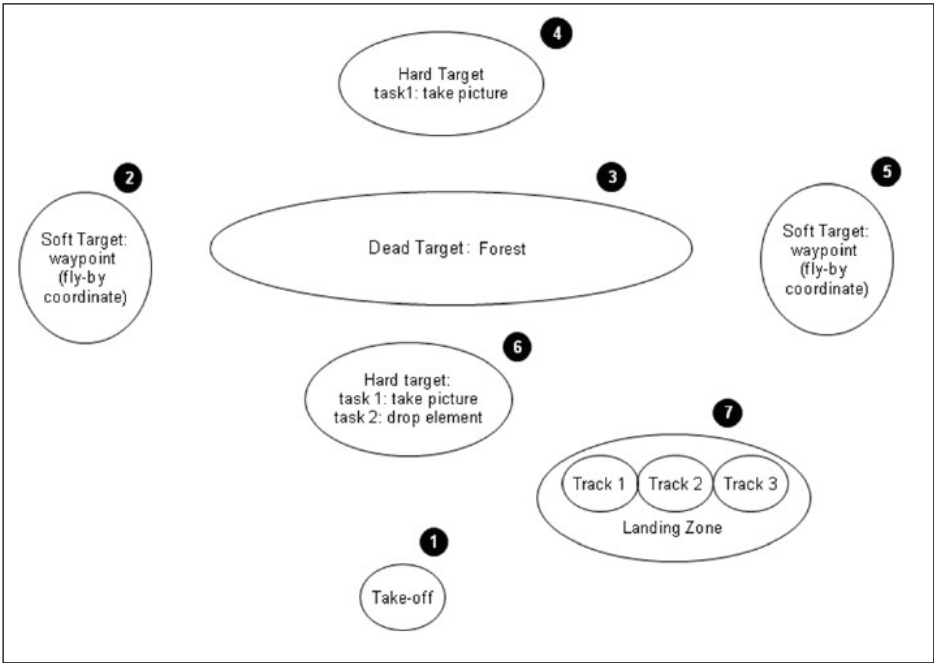 4
Hard Target
task1: take picture
2
3
5
Soft Target:
waypoint
(fly-by
coordinate)
Dead Target: Forest
Soft Target:
waypoint
(fly-by
coordinate)
6
Hard target:
task 1: take picture
task 2: drop element
7
Track 1 Track 2 Track 3
Landing Zone
1
Take-off